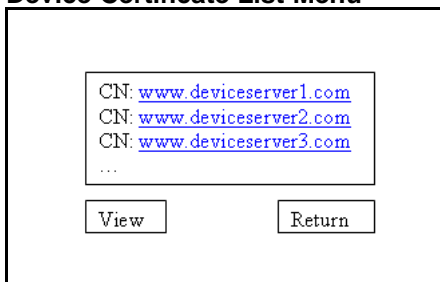 Device Certificate List Menu
CN: www.deviceserver1.com
CN: www.deviceserver2.com
CN: www.deviceserver3.com
...
View Return